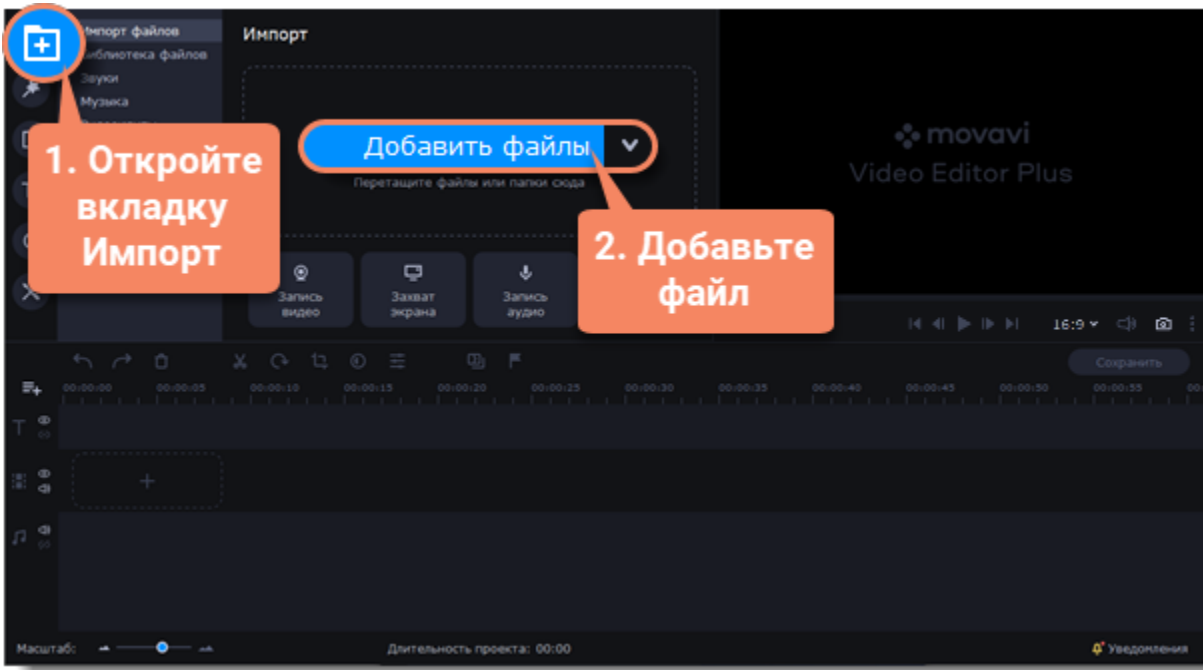 Импорт файлов
Библиотека файлов
Звуки
Музыка
Импорт
Добавить файлы
Перетащите файлы или папки сюда
1. Откройте
вкладку
Импорт
2. Добавьте
файл
Запись
видео
Захват
экрана
Запись
аудио
movavi
Video Editor Plus
16:9
Сохранить
00:00:00 00:00:05 00:00:10 00:00:15 00:00:20 00:00:25 00:00:30 00:00:35 00:00:40 00:00:45 00:00:50 00:00:55
Масштаб:
Длительность проекта: 00:00
Уведомления